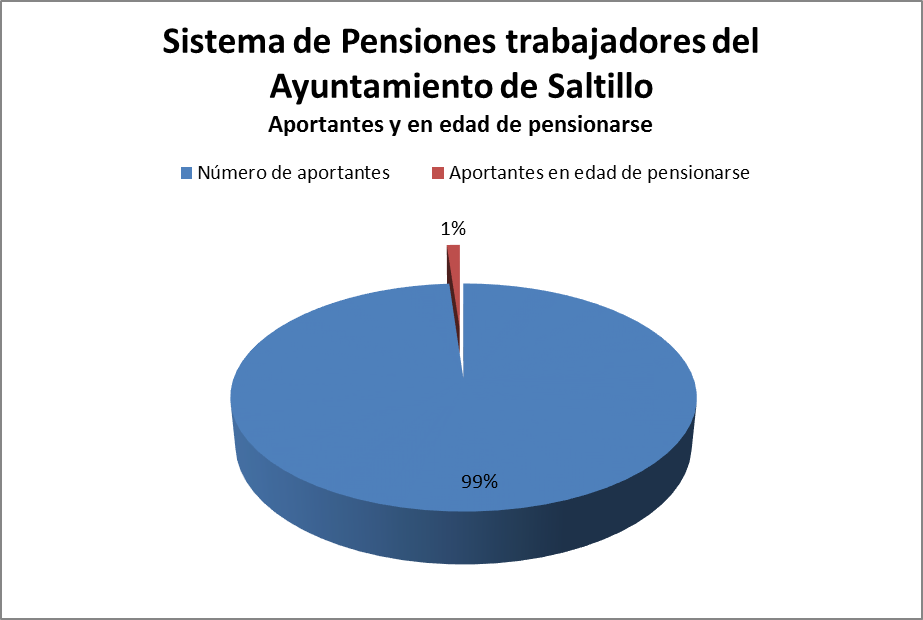 Sistema de Pensiones trabajadores del
Ayuntamiento de Saltillo
Aportantes y en edad de pensionarse
Número de aportantes Aportantes en edad de pensionarse
1%
99%